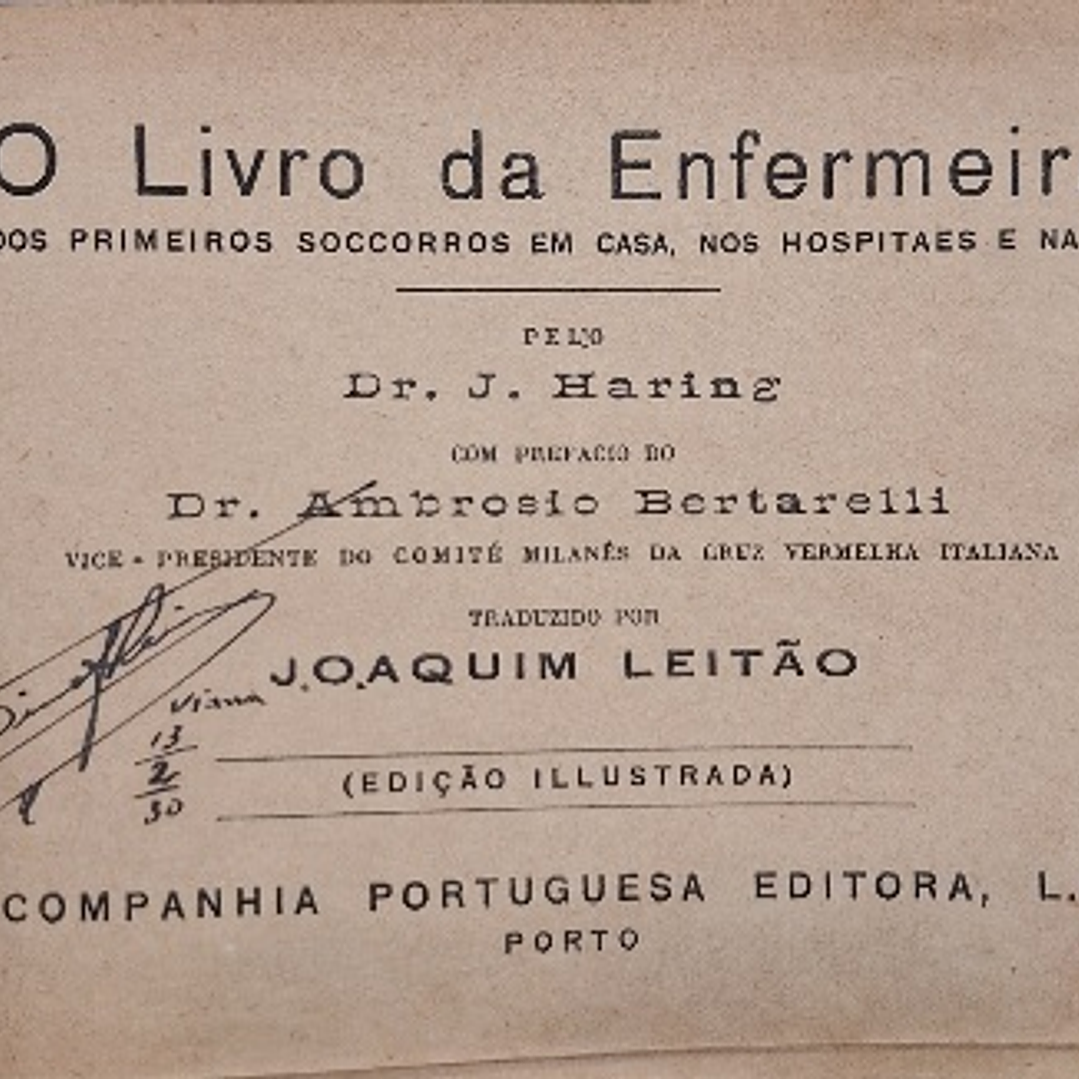 O Livro da Enfermeir
DOS PRIMEIROS SOCCORROS EM CASA, NOS HOSPITAES E NA
PELO
Dr. J. Haring
COM PREFACIO DO
Dr. Ambrosio Bertarelli
VICE-PRESIDENTE DO COMITÉ MILANÊS DA CRUZ VERMELHA ITALIANA
TRADUZIDO POR
JOAQUIM LEITÃO
Viana
13
2
30
(EDIÇÃO ILLUSTRADA)
COMPANHIA PORTUGUESA EDITORA, L.
PORTO